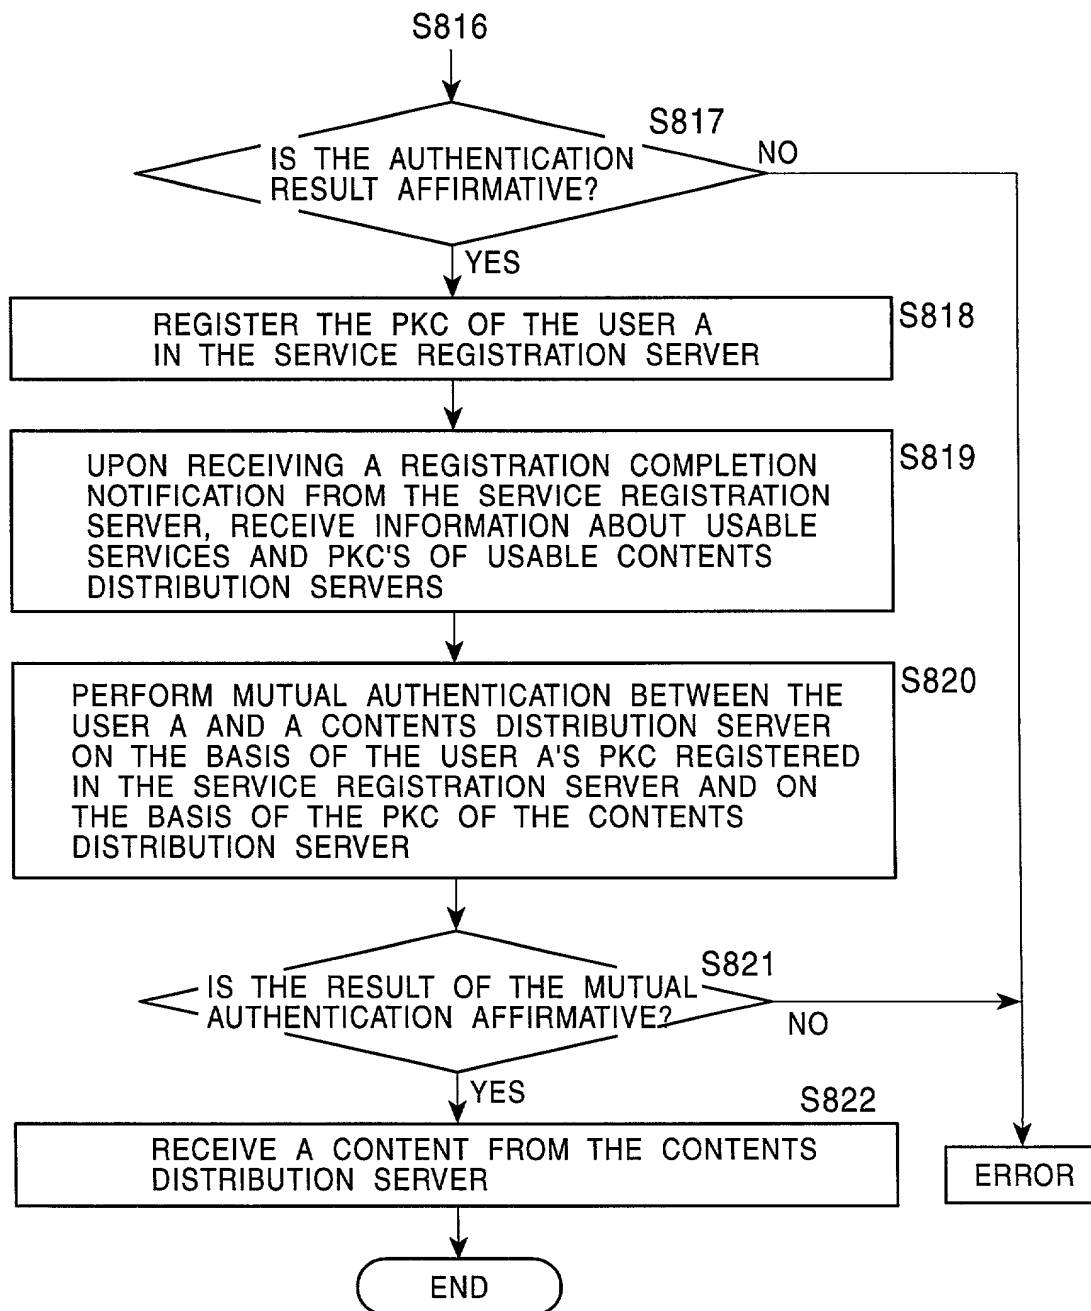 S816
S817
IS THE AUTHENTICATION
RESULT AFFIRMATIVE?
NO
YES
S818
REGISTER THE PKC OF THE USER A
IN THE SERVICE REGISTRATION SERVER
S819
UPON RECEIVING A REGISTRATION COMPLETION
NOTIFICATION FROM THE SERVICE REGISTRATION
SERVER, RECEIVE INFORMATION ABOUT USABLE
SERVICES AND PKC'S OF USABLE CONTENTS
DISTRIBUTION SERVERS
S820
PERFORM MUTUAL AUTHENTICATION BETWEEN THE
USER A AND A CONTENTS DISTRIBUTION SERVER
ON THE BASIS OF THE USER A'S PKC REGISTERED
IN THE SERVICE REGISTRATION SERVER AND ON
THE BASIS OF THE PKC OF THE CONTENTS
DISTRIBUTION SERVER
S821
IS THE RESULT OF THE MUTUAL
AUTHENTICATION AFFIRMATIVE?
NO
YES
S822
RECEIVE A CONTENT FROM THE CONTENTS
DISTRIBUTION SERVER
ERROR
END